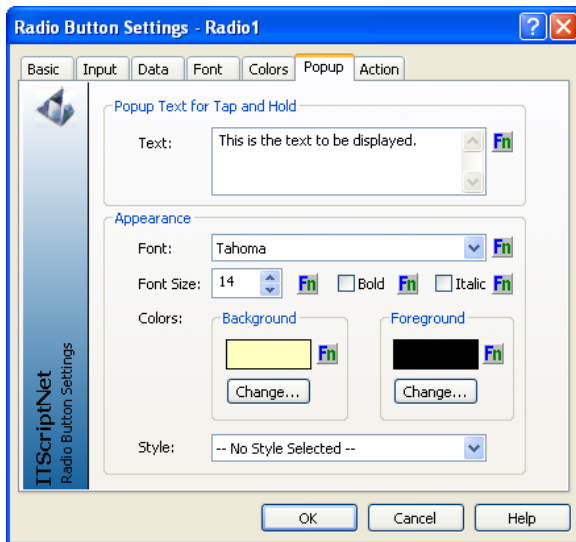 Radio Button Settings - Radio1
Basic Input Data Font Colors Popup Action
Popup Text for Tap and Hold
Text: This is the text to be displayed. Fn
Appearance
Font: Tahoma Fn
Font Size: 14 Fn Bold Fn Italic Fn
Colors: Background Foreground
Fn Fn
Change... Change...
Style: -- No Style Selected --
ITScriptNet
Radio Button Settings
OK Cancel Help